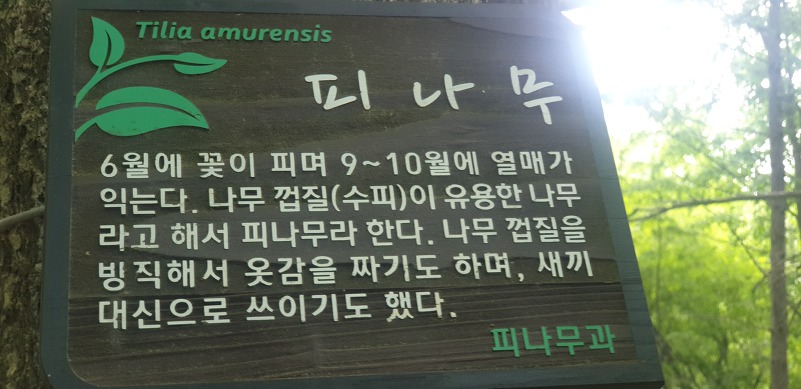 Tilia amurensis
피나무
6월에 꽃이 피며 9~10월에 열매가
익는다. 나무 껍질(수피)이 유용한 나무
라고 해서 피나무라 한다. 나무 껍질을
빙직해서 옷감을 짜기도 하며, 새끼
대신으로 쓰이기도 했다.
피나무과